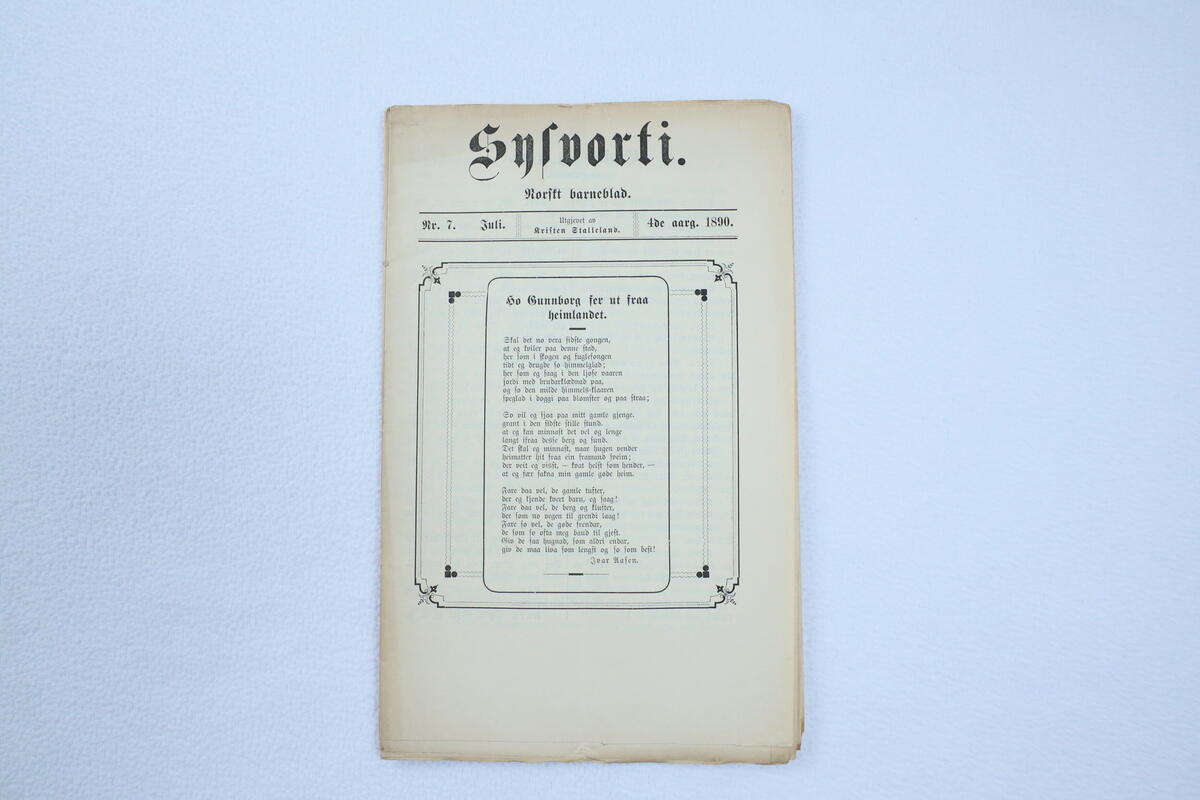 Sysvorti.
Norskt barneblad.
Nr. 7. Juli.
Utgjevet av
Kristen Stalleland.
4de aarg. 1890.
Ho Gunnborg fer ut fraa
heimlandet.
Skal det no vera sidste gongen,
at eg kviler paa denne stad,
her som i skogen og fuglesongen
tidt eg drugde so himmelglad;
her som eg saag i den ljose vaaren
jordi med brudarklædnad paa,
og so den milde himmels-klaaren
speglad i doggi paa blomster og paa straa;
So vil eg sjaa paa mitt gamle gjenge.
grant i den sidste stille stund.
at eg kan minnast det vel og lenge
langt ifraa desse berg og sund.
Det skal eg minnast, naar hugen vender
heimatter hit fraa ein framand sveim;
der veit eg visst, — kvat helst som hender, —
at eg fær sakna min gamle gode heim.
Fare daa vel, de gamle tufter,
der eg kjende kvert barn, eg saag!
Fare daa vel, de berg og klufter,
der som no vegen til grendi laag!
Fare so vel, de gode frendar,
de som so ofta meg baud til gjest.
Giv de faa hugnad, som aldri endar,
giv de maa liva som lengst og so som best!
Ivar Aasen.